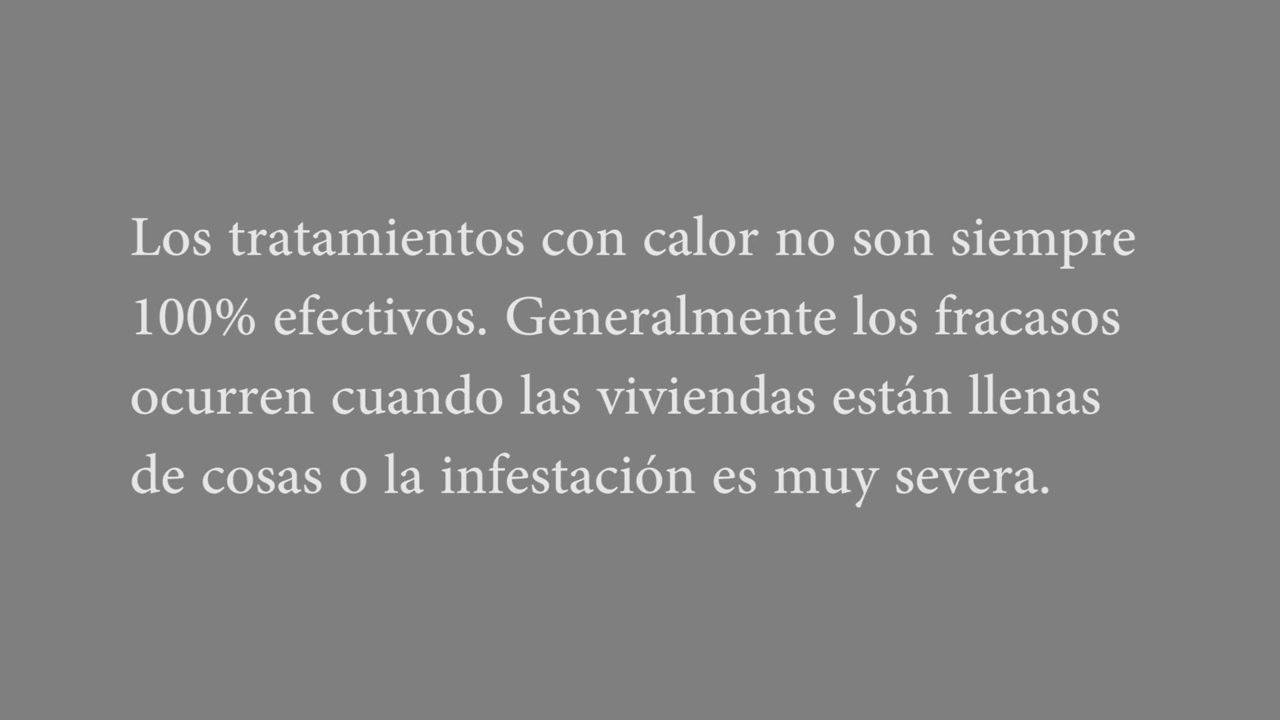 Los tratamientos con calor no son siempre
100% efectivos. Generalmente los fracasos
ocurren cuando las viviendas están llenas
de cosas o la infestación es muy severa.